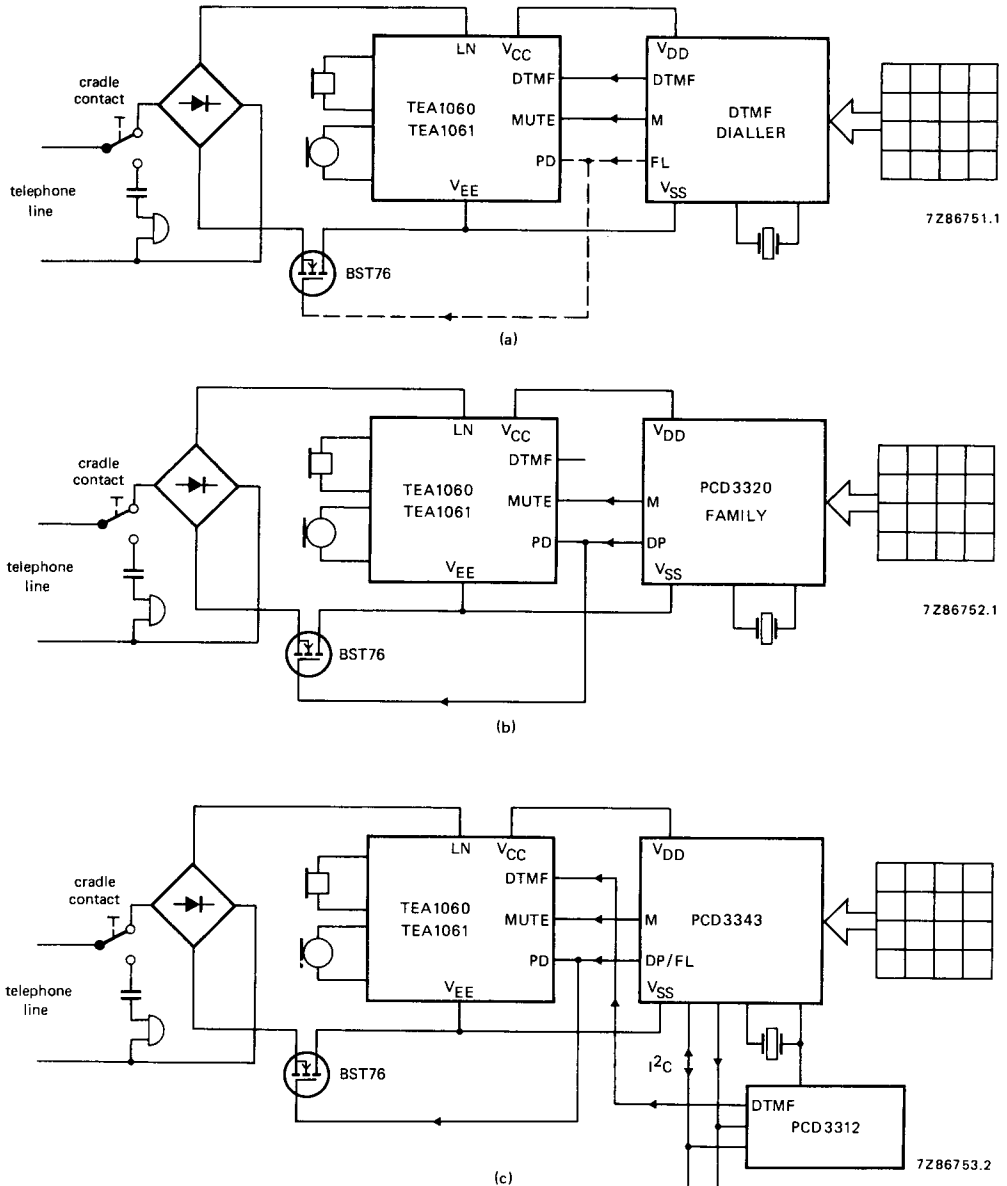 LN
VCC
VDD
cradle
contact
DTMF
DTMF
TEA1060
TEA1061
DTMF
DIALLER
MUTE
M
PD
FL
telephone
line
VEE
VSS
7Z86751.1
BST76
(a)
LN
VCC
VDD
cradle
contact
DTMF
TEA1060
TEA1061
PCD3320
FAMILY
MUTE
M
PD
DP
telephone
line
VEE
VSS
7Z86752.1
BST76
(b)
LN
VCC
VDD
cradle
contact
DTMF
TEA1060
TEA1061
MUTE
M
PCD3343
PD
DP/FL
telephone
line
VEE
VSS
BST76
I2C
DTMF
PCD3312
7Z86753.2
(c)